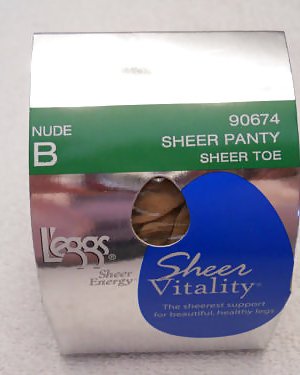 NUDE
B
90674
SHEER PANTY
SHEER TOE
L'eggs®
Sheer
Energy
Sheer
Vitality®
The sheerest support
for beautiful, healthy legs